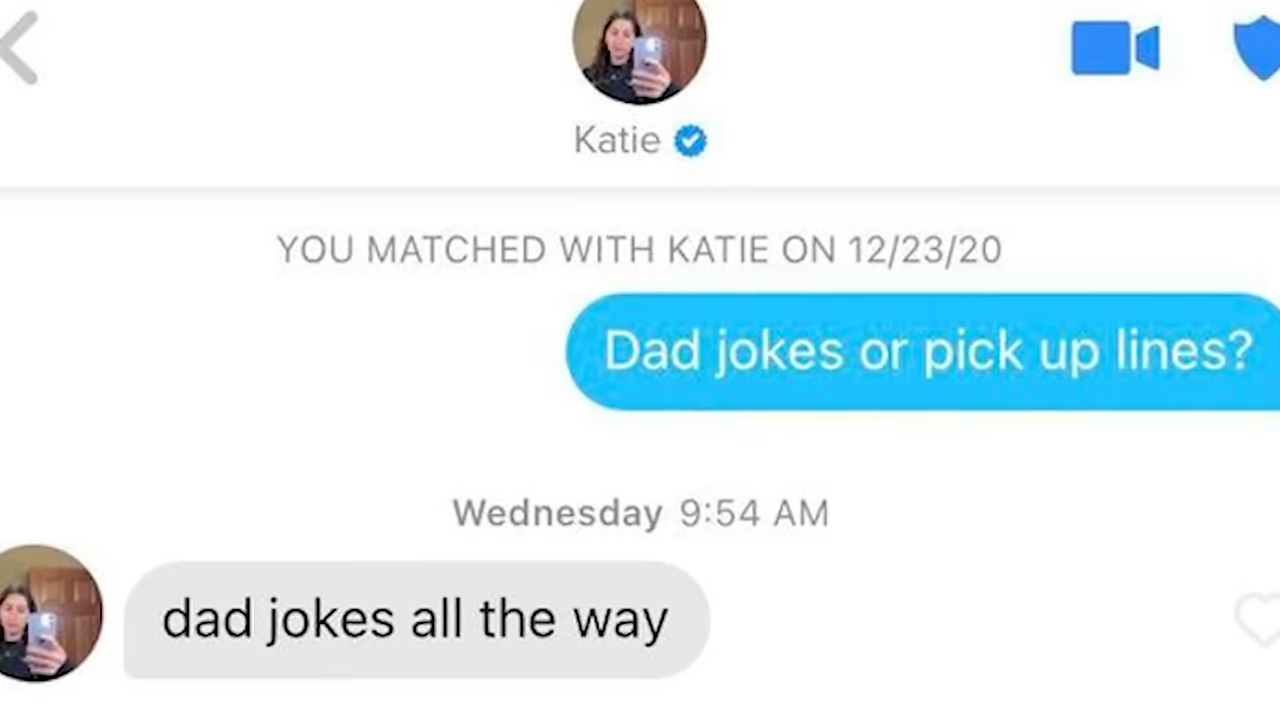 Katie
YOU MATCHED WITH KATIE ON 12/23/20
Dad jokes or pick up lines?
Wednesday 9:54 AM
dad jokes all the way